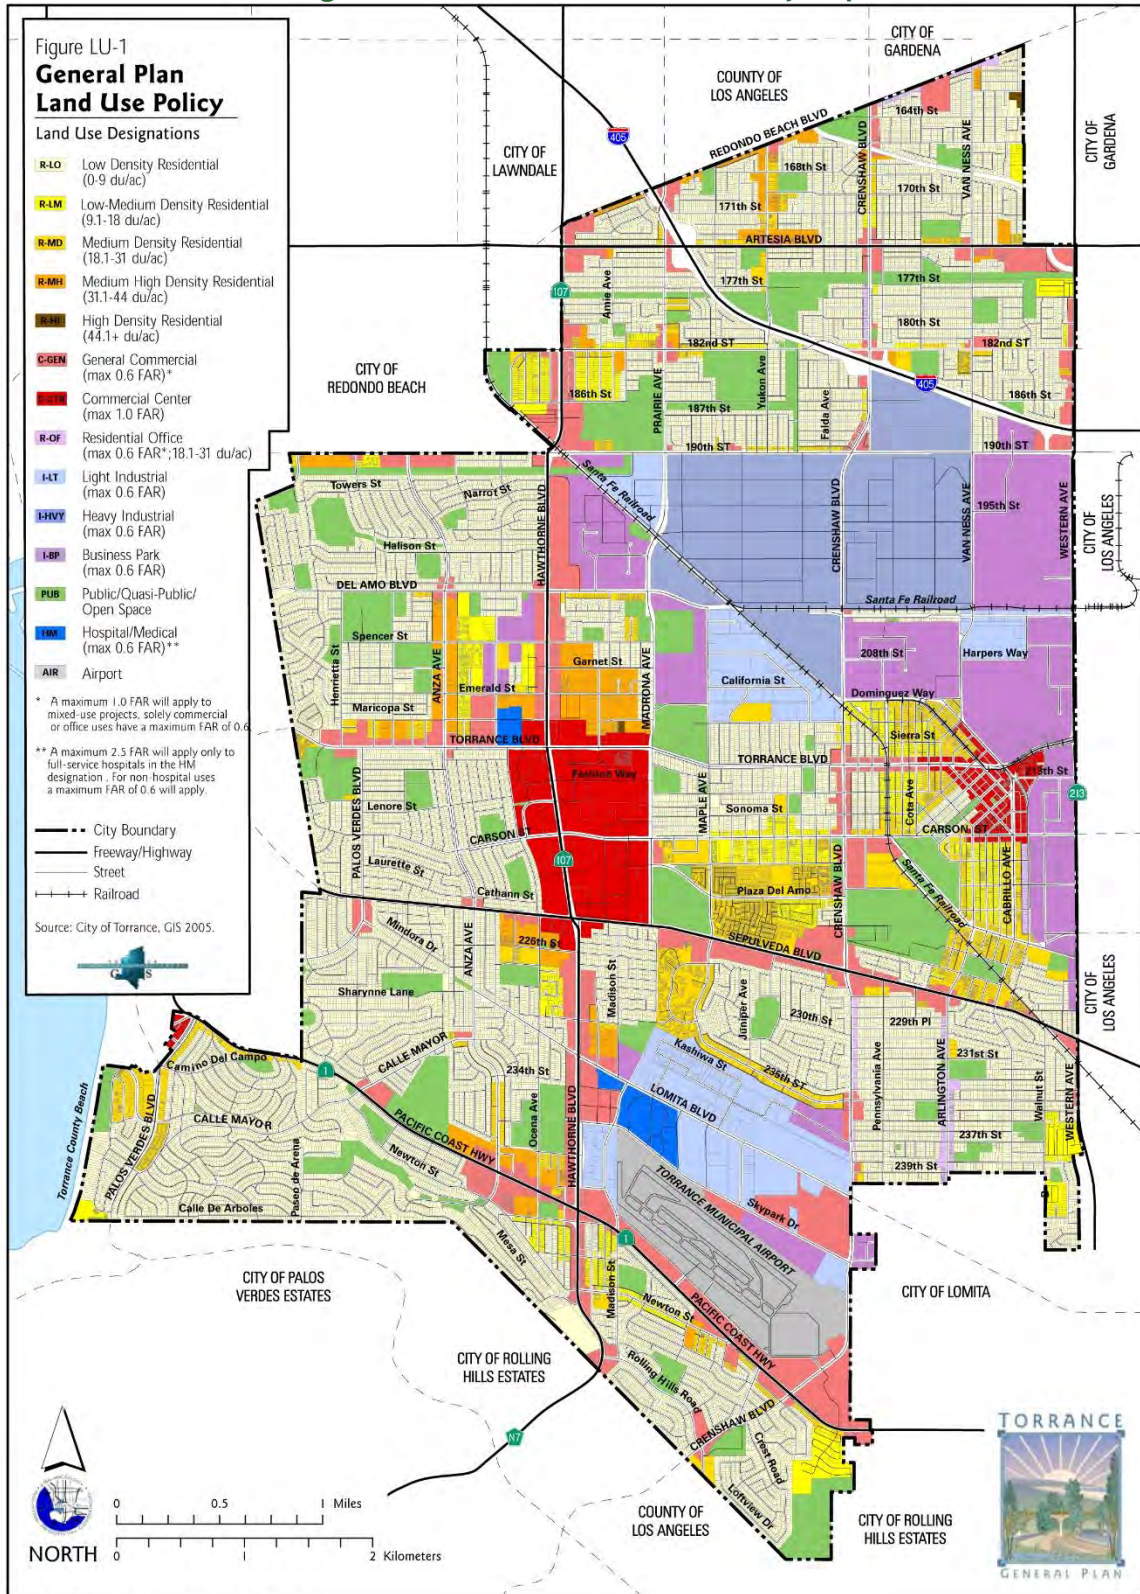 Figure LU-1
General Plan
Land Use Policy
Land Use Designations
R-LO Low Density Residential
(0-9 du/ac)
R-LM Low-Medium Density Residential
(9.1-18 du/ac)
R-MD Medium Density Residential
(18.1-31 du/ac)
R-MH Medium High Density Residential
(31.1-44 du/ac)
R-HI High Density Residential
(44.1+ du/ac)
C-GEN General Commercial
(max 0.6 FAR)*
C-CTR Commercial Center
(max 1.0 FAR)
R-OF Residential Office
(max 0.6 FAR*;18.1-31 du/ac)
I-LT Light Industrial
(max 0.6 FAR)
I-HVY Heavy Industrial
(max 0.6 FAR)
I-BP Business Park
(max 0.6 FAR)
PUB Public/Quasi-Public/
Open Space
HM Hospital/Medical
(max 0.6 FAR)**
AIR Airport
* A maximum 1.0 FAR will apply to
mixed-use projects, solely commercial
or office uses have a maximum FAR of 0.6
** A maximum 2.5 FAR will apply only to
full-service hospitals in the HM
designation . For non-hospital uses
a maximum FAR of 0.6 will apply.
City Boundary
Freeway/Highway
Street
Railroad
Source: City of Torrance, GIS 2005.
CITY OF
GARDENA
COUNTY OF
LOS ANGELES
405
REDONDO BEACH BLVD
164th St
CITY OF
LAWNDALE
CITY OF
GARDENA
168th St
CRENSHAW BLVD
VAN NESS AVE
170th St
171th St
ARTESIA BLVD
177th St
177th St
107
Amie Ave
180th St
182nd ST
182nd ST
CITY OF
REDONDO BEACH
405
186th St
PRAIRIE AVE
Yukon Ave
187th St
Falda Ave
186th St
190th ST
190th ST
Towers St
Narrot St
Santa Fe Railroad
HAWTHORNE BLVD
CRENSHAW BLVD
VAN NESS AVE
195th St
WESTERN AVE
CITY OF
LOS ANGELES
Halison St
DEL AMO BLVD
Santa Fe Railroad
Spencer St
Henrietta St
ANZA AVE
Garnet St
MADRONA AVE
208th St
Harpers Way
Emerald St
California St
Maricopa St
Dominguez Way
TORRANCE BLVD
Sierra St
TORRANCE BLVD
Fashion Way
213th St
213
PALOS VERDES BLVD
Lenore St
MAPLE AVE
Sonoma St
Cota Ave
CARSON ST
CARSON ST
107
Laurette St
Santa Fe Railroad
Cathann St
Plaza Del Amo
CRENSHAW BLVD
CABRILLO AVE
Mindora Dr
ANZA AVE
226th St
SEPULVEDA BLVD
Madison St
CITY OF
LOS ANGELES
Sharynne Lane
Juniper Ave
230th St
229th Pl
Camino Del Campo
CALLE MAYOR
Kashiwa St
231st St
1
234th St
235th ST
Pennsylvania Ave
ARLINGTON AVE
Walnut St
WESTERN AVE
Torrance County Beach
PALOS VERDES BLVD
CALLE MAYOR
Ocena Ave
HAWTHORNE BLVD
LOMITA BLVD
PACIFIC COAST HWY
237th St
Newton St
Paseo de Arena
239th St
Calle De Arboles
TORRANCE MUNICIPAL AIRPORT
Skypark Dr
Mesa St
1
CITY OF PALOS
VERDES ESTATES
Madison St
Newton St
PACIFIC COAST HWY
CITY OF LOMITA
CITY OF ROLLING
HILLS ESTATES
Rolling Hills Road
CRENSHAW BLVD
Crest Road
N7
Loftview Dr
COUNTY OF
LOS ANGELES
CITY OF ROLLING
HILLS ESTATES
TORRANCE
GENERAL PLAN
NORTH
0 0.5 1 Miles
0 1 2 Kilometers